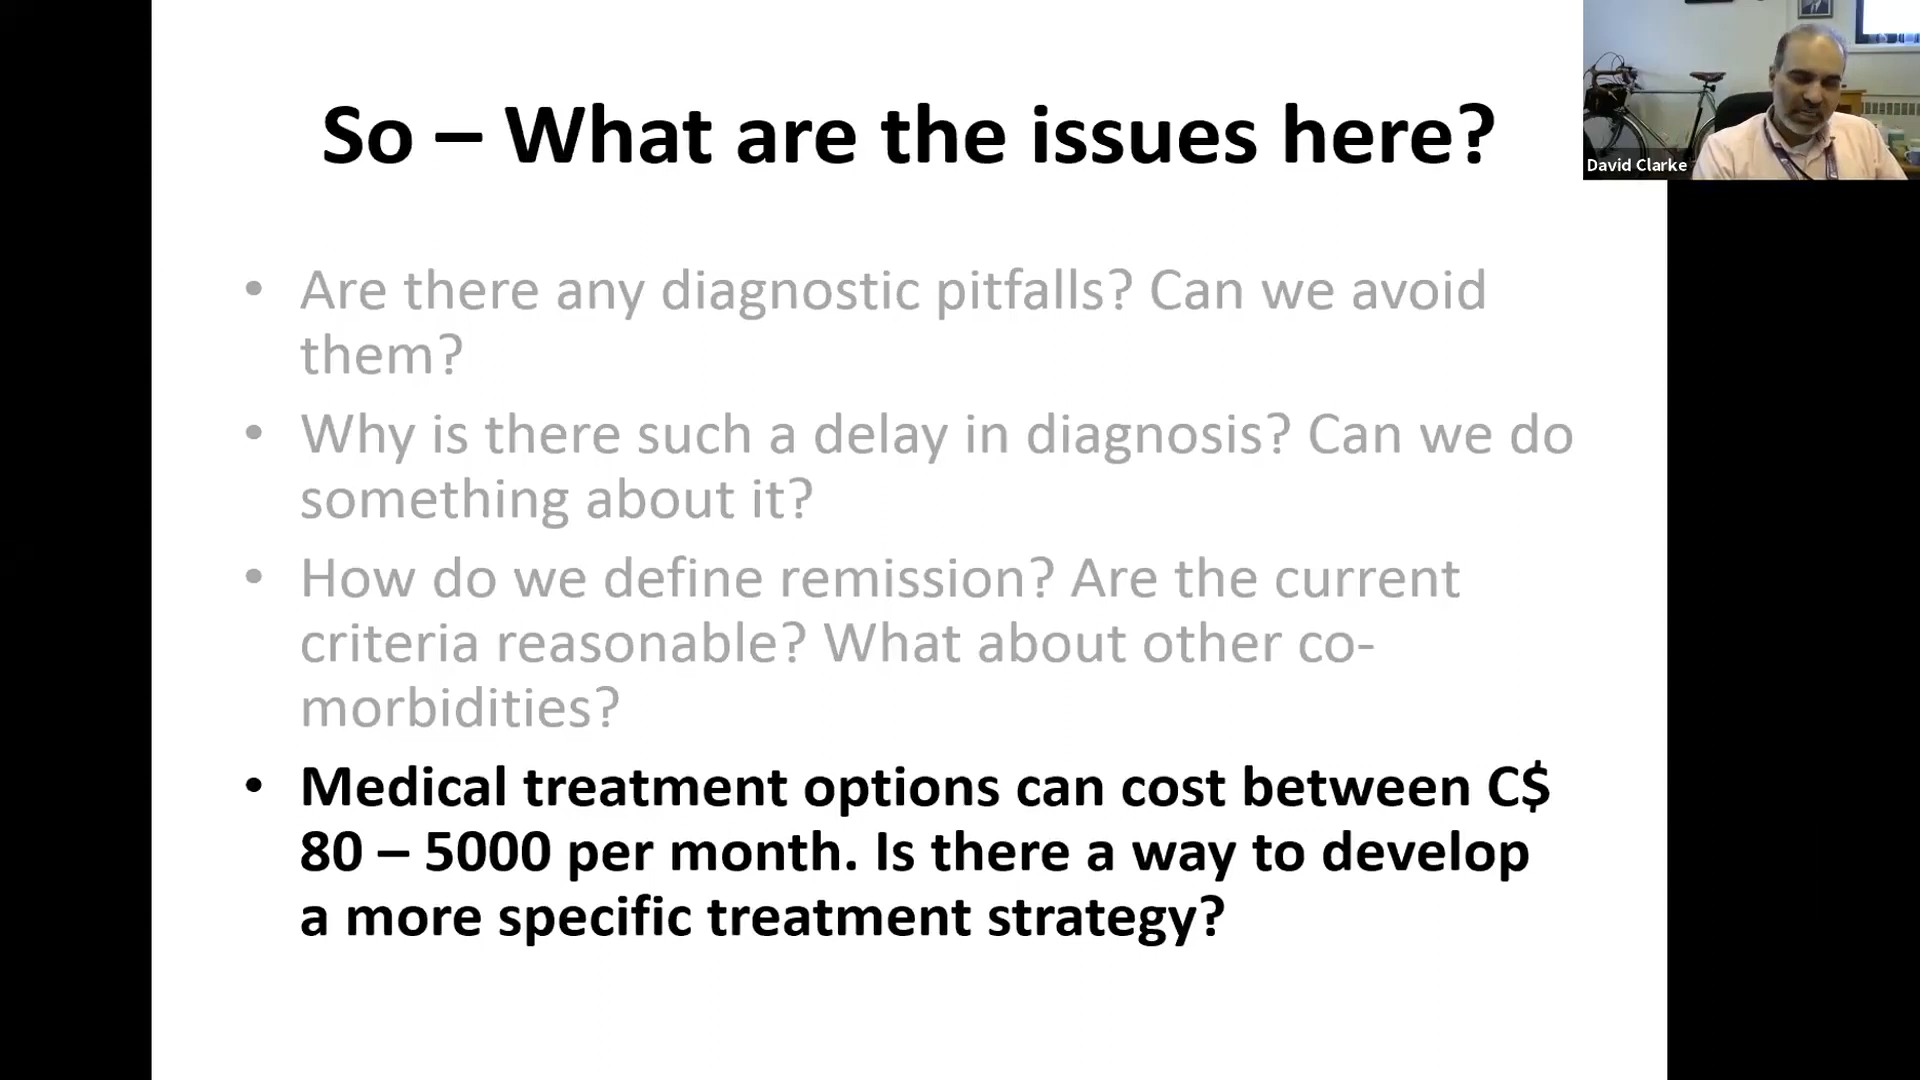 So – What are the issues here?
David Clarke
• Are there any diagnostic pitfalls? Can we avoid
them?
• Why is there such a delay in diagnosis? Can we do
something about it?
• How do we define remission? Are the current
criteria reasonable? What about other co-
morbidities?
• Medical treatment options can cost between C$
80 – 5000 per month. Is there a way to develop
a more specific treatment strategy?